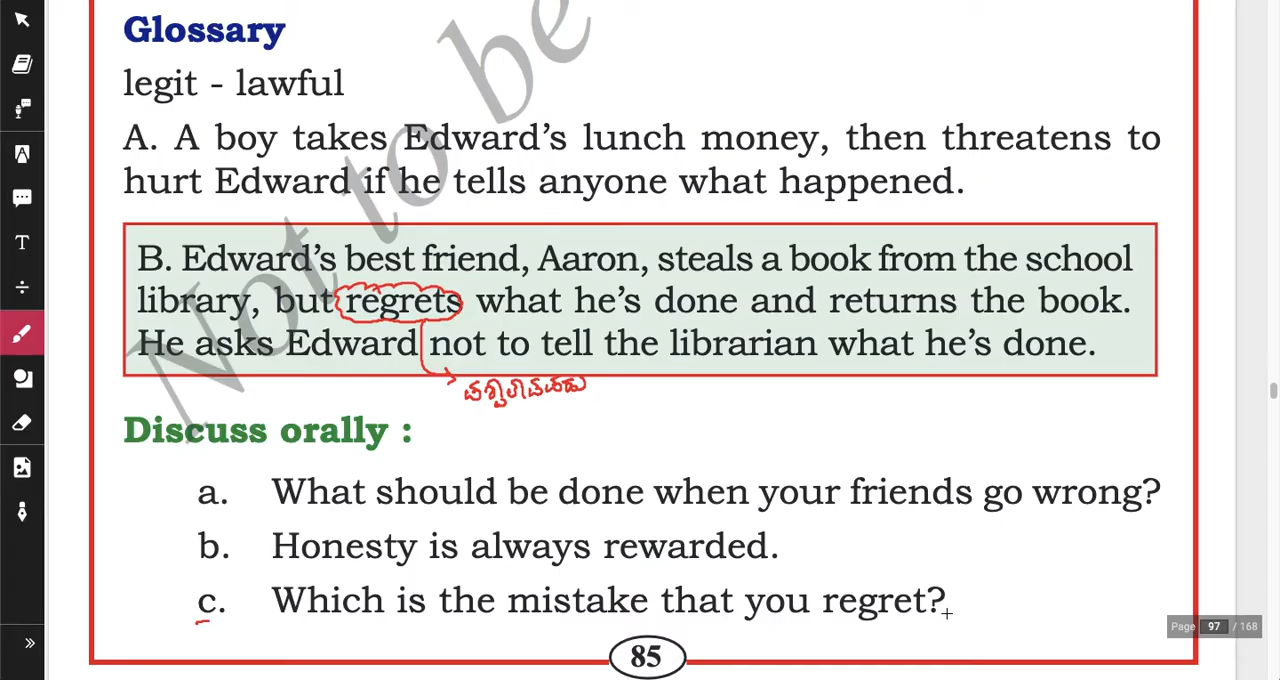 Glossary
legit - lawful
A. A boy takes Edward's lunch money, then threatens to
hurt Edward if he tells anyone what happened.
B. Edward's best friend, Aaron, steals a book from the school
library, but regrets what he's done and returns the book.
He asks Edward not to tell the librarian what he's done.
Discuss orally :
a. What should be done when your friends go wrong?
b. Honesty is always rewarded.
c. Which is the mistake that you regret?
85
Page 97 / 168
Not to be